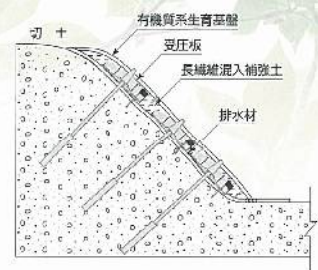 有機質系生育基盤
切土
受圧板
長繊維混入補強土
排水材